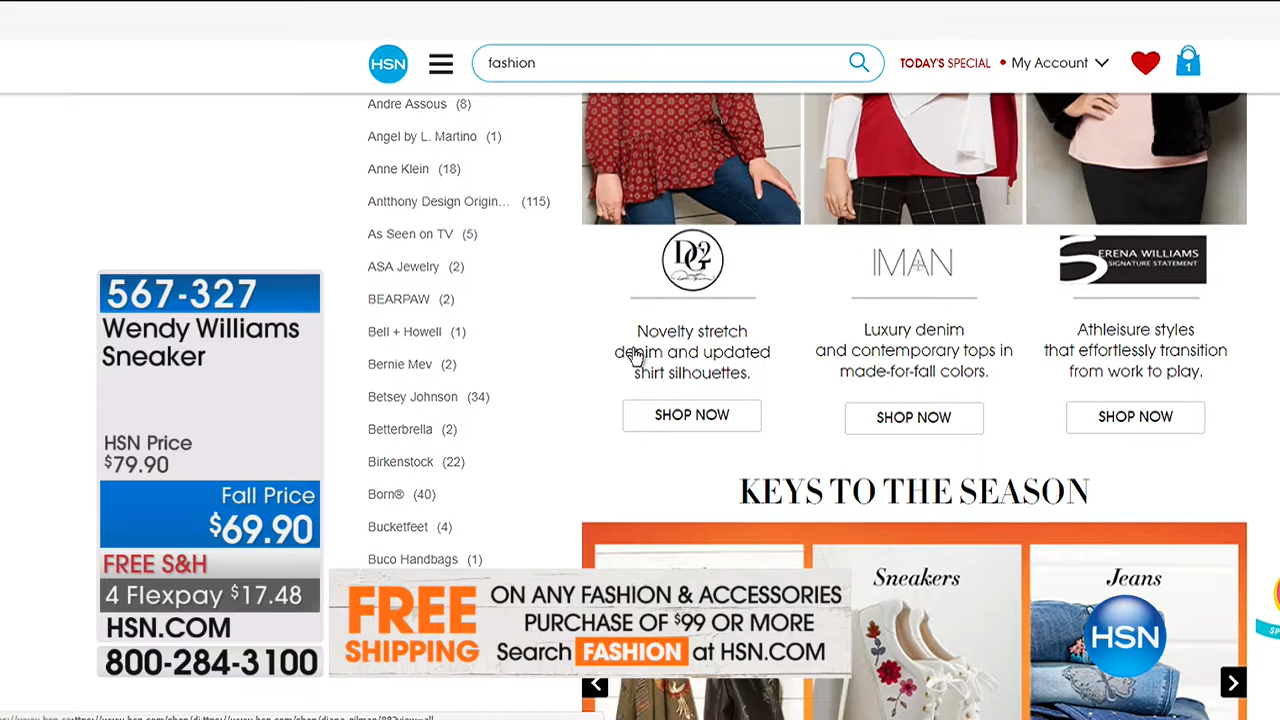 HSN
fashion
TODAY'S SPECIAL • My Account
1
Andre Assous (8)
Angel by L. Martino (1)
Anne Klein (18)
Antthony Design Origin... (115)
As Seen on TV (5)
ASA Jewelry (2)
BEARPAW (2)
Bell + Howell (1)
Bernie Mev (2)
Betsey Johnson (34)
Betterbrella (2)
Birkenstock (22)
Born® (40)
Bucketfeet (4)
Buco Handbags (1)
DG2
Novelty stretch
denim and updated
shirt silhouettes.
SHOP NOW
IMAN
Luxury denim
and contemporary tops in
made-for-fall colors.
SHOP NOW
SERENA WILLIAMS
SIGNATURE STATEMENT
Athleisure styles
that effortlessly transition
from work to play.
SHOP NOW
KEYS TO THE SEASON
Sneakers
Jeans
HSN
567-327
Wendy Williams
Sneaker
HSN Price
$79.90
Fall Price
$69.90
FREE S&H
4 Flexpay $17.48
HSN.COM
800-284-3100
FREE
SHIPPING
ON ANY FASHION & ACCESSORIES
PURCHASE OF $99 OR MORE
Search FASHION at HSN.COM